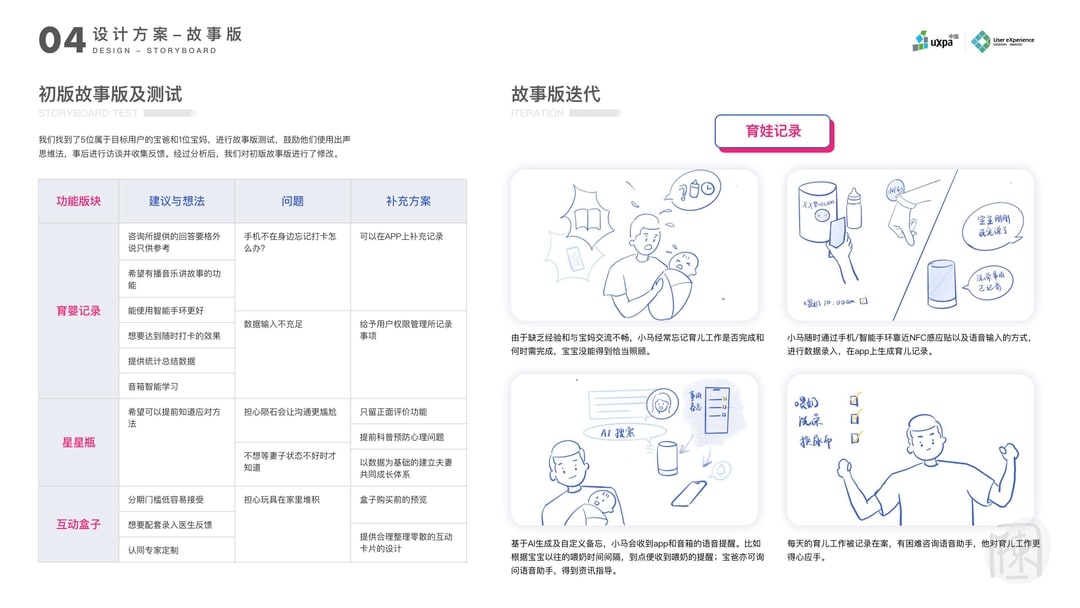 04
设计方案–故事版
DESIGN – STORYBOARD
uxpa
中国
User eXperience
DESIGN AWARD
初版故事版及测试
STORYBOARD TEST
我们找到了5位属于目标用户的宝爸和1位宝妈，进行故事版测试，鼓励他们使用出声
思维法，事后进行访谈并收集反馈。经过分析后，我们对初版故事版进行了修改。
功能版块
建议与想法
问题
补充方案
育婴记录
咨询所提供的回答要格外
说只供参考
希望有播音乐讲故事的功
能
能使用智能手环更好
想要达到随时打卡的效果
提供统计总结数据
音箱智能学习
手机不在身边忘记打卡怎
么办?
数据输入不充足
可以在APP上补充记录
给予用户权限管理所记录
事项
星星瓶
希望可以提前知道应对方
法
担心陨石会让沟通更尴尬
不想等妻子状态不好时才
知道
只留正面评价功能
提前科普预防心理问题
以数据为基础的建立夫妻
共同成长体系
互动盒子
分期门槛低容易接受
想要配套录入医生反馈
认同专家定制
担心玩具在家里堆积
盒子购买前的预览
提供合理整理零散的互动
卡片的设计
故事版迭代
ITERATION
育娃记录
由于缺乏经验和与宝妈交流不畅，小马经常忘记育儿工作是否完成和
何时需完成，宝宝没能得到恰当照顾。
宝宝刚刚
洗澡事项
已记录
喂奶 10:00am
小马随时通过手机/智能手环靠近NFC感应贴以及语音输入的方式，
进行数据录入，在app上生成育儿记录。
AI 搜索
事项
备忘
基于AI生成及自定义备忘，小马会收到app和音箱的语音提醒。比如
根据宝宝以往的喂奶时间间隔，到点便收到喂奶的提醒；宝爸亦可询
问语音助手，得到资讯指导。
喂奶
洗澡
换尿布
每天的育儿工作被记录在案，有困难咨询语音助手，他对育儿工作更
得心应手。
陳